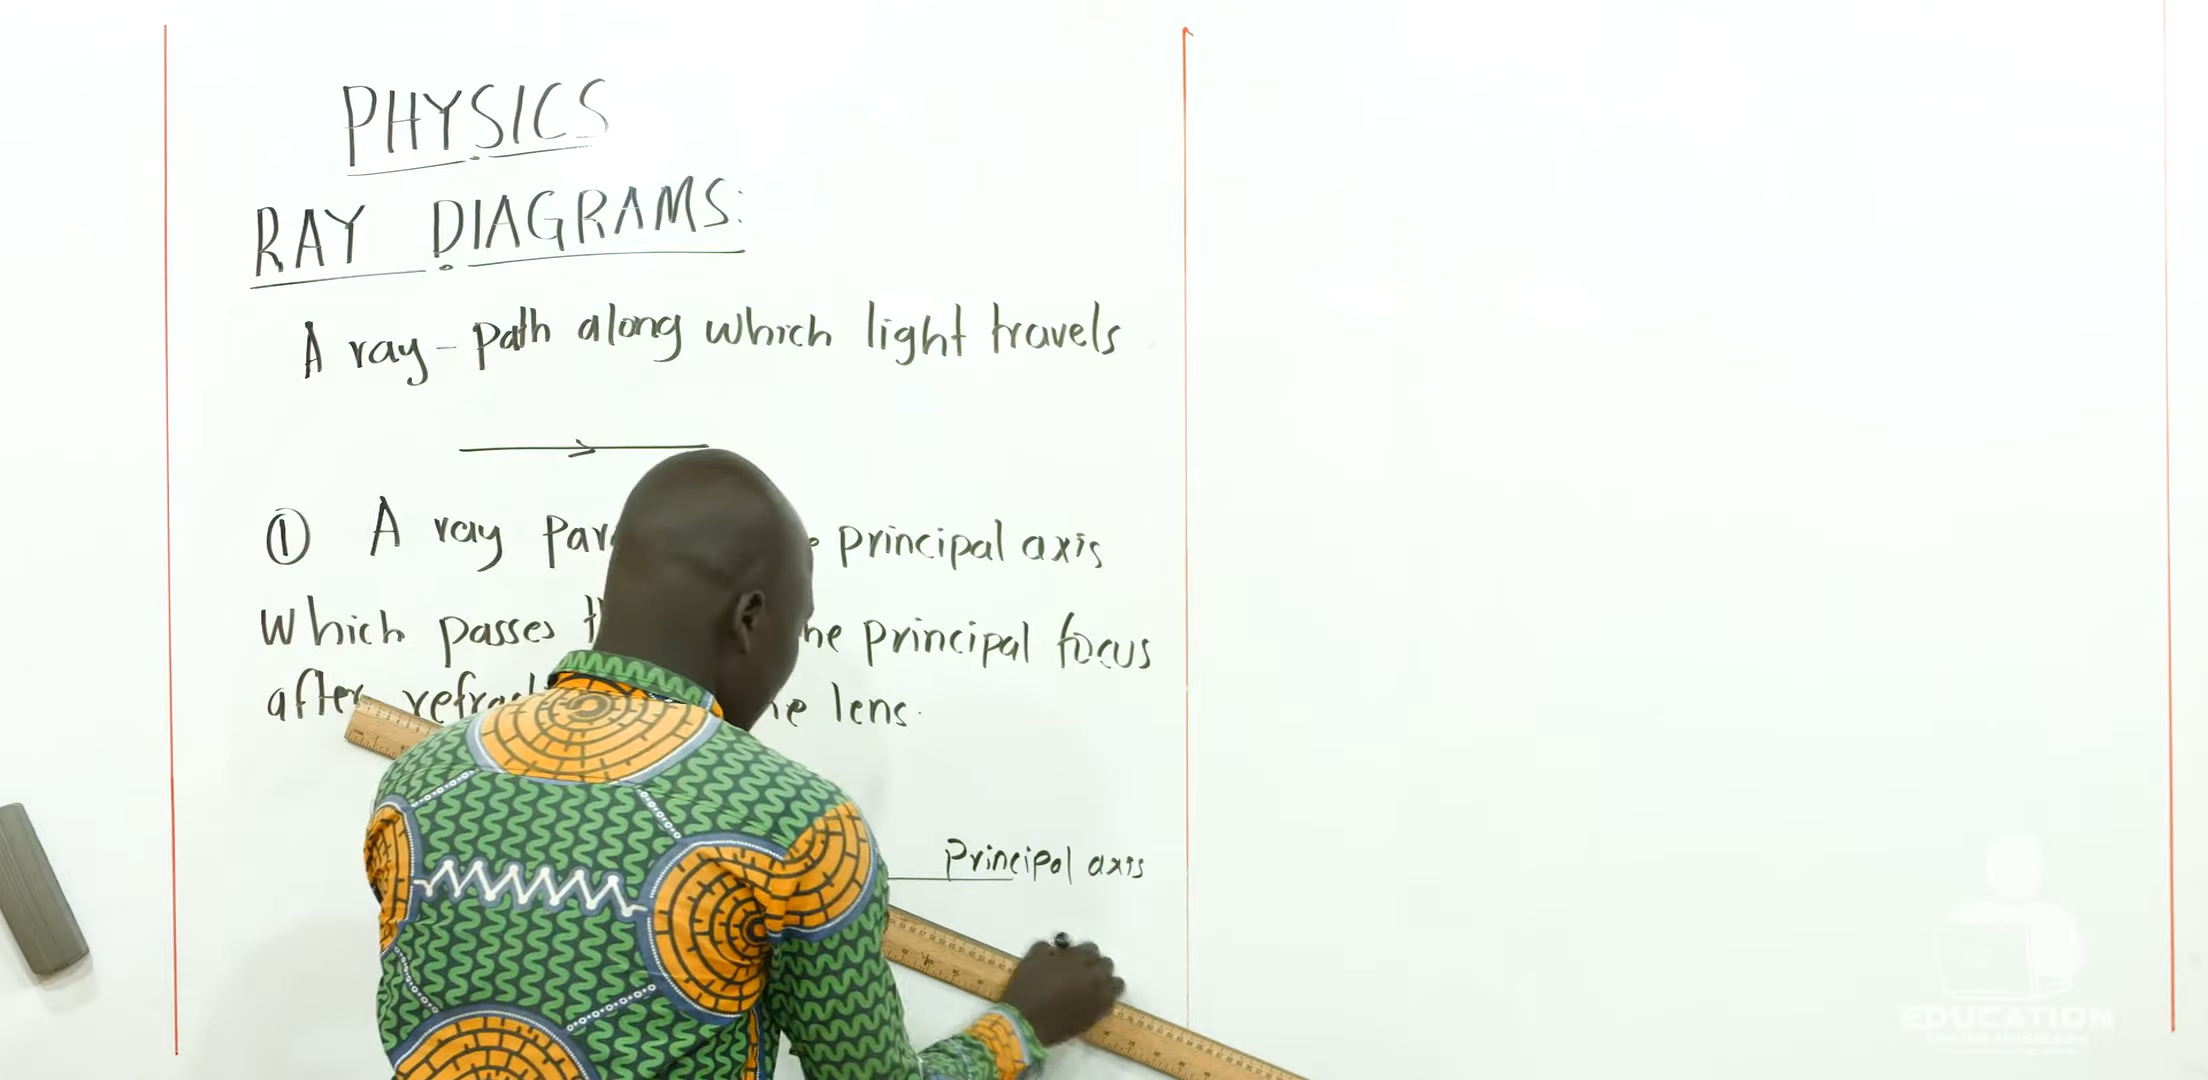 PHYSICS
RAY DIAGRAMS:
A ray - path along which light travels
① A ray principal axis
which passes principal focus
after lens.
Principal axis
EDUCATION